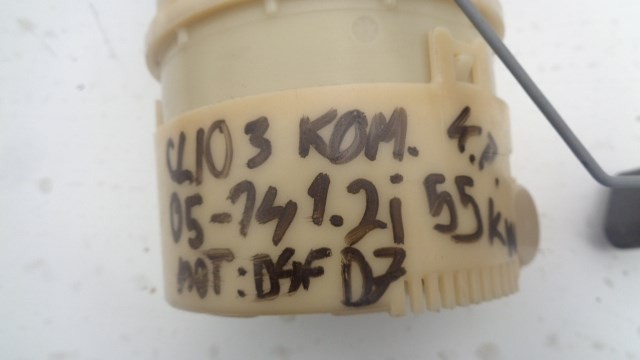 CLIO 3 KOM. 4.P.
05-14 1.2i 55kW
MOT: D4F D7